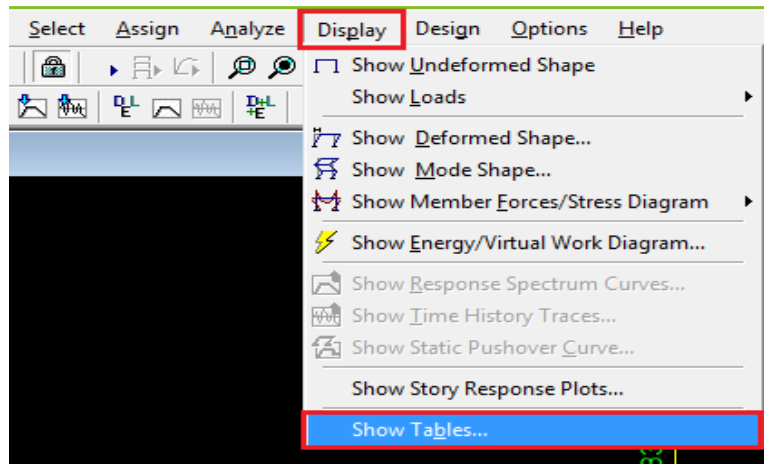 Select Assign Analyze Display Design Options Help
Show Undeformed Shape
Show Loads
Show Deformed Shape...
Show Mode Shape...
Show Member Forces/Stress Diagram
Show Energy/Virtual Work Diagram...
Show Response Spectrum Curves...
Show Time History Traces...
Show Static Pushover Curve...
Show Story Response Plots...
Show Tables...